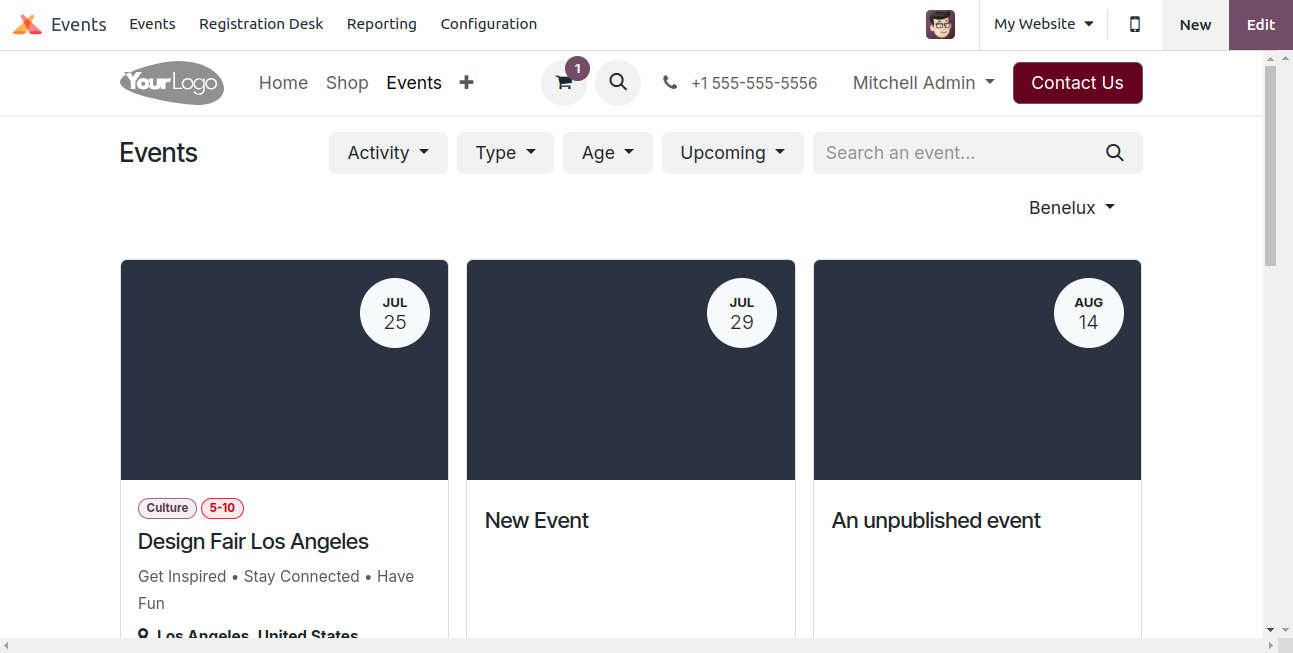 Events Events Registration Desk Reporting Configuration My Website New Edit
YourLogo Home Shop Events 1 +1 555-555-5556 Mitchell Admin Contact Us
Events Activity Type Age Upcoming Search an event...
Benelux
JUL
25
JUL
29
AUG
14
Culture 5-10
Design Fair Los Angeles
Get Inspired • Stay Connected • Have
Fun
Los Angeles, United States
New Event
An unpublished event